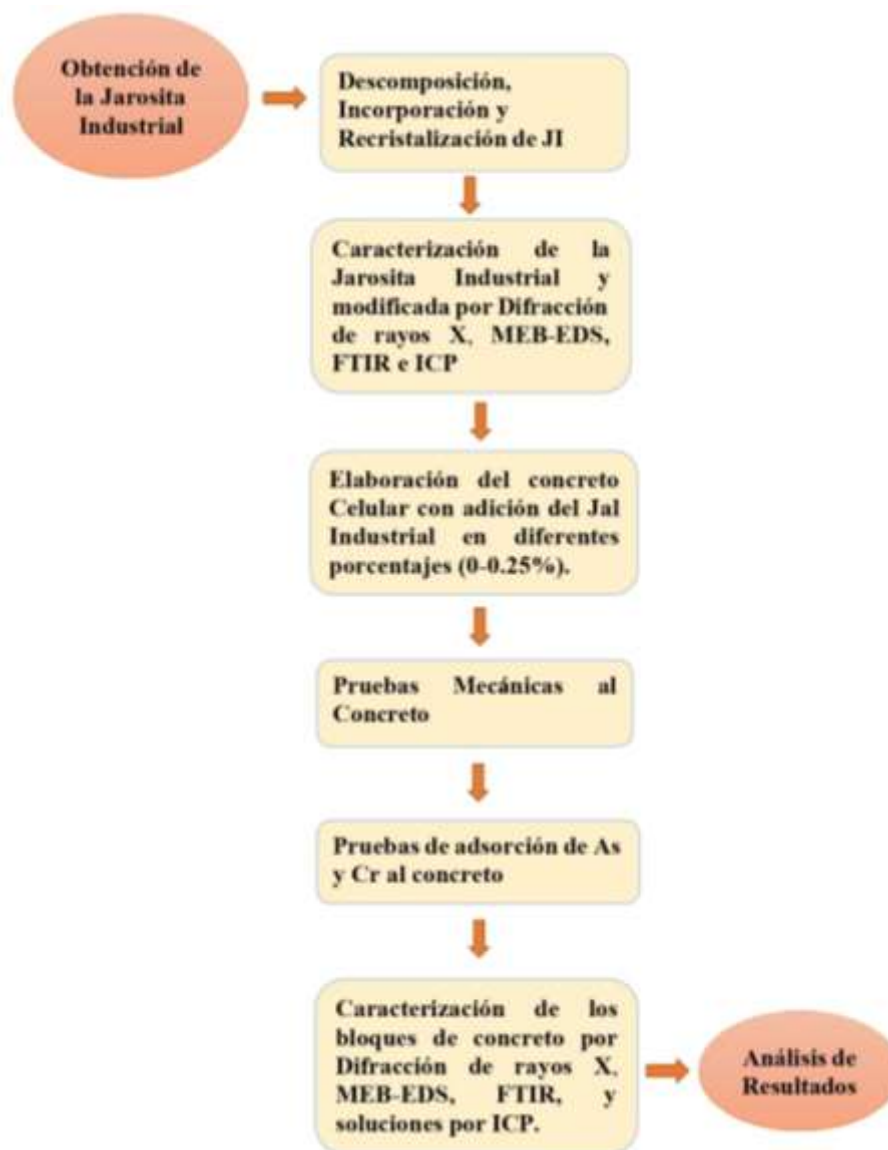 Obtención de
la Jarosita
Industrial
Descomposición,
Incorporación y
Recristalización de JI
Caracterización de la
Jarosita Industrial y
modificada por Difracción
de rayos X, MEB-EDS,
FTIR e ICP
Elaboración del concreto
Celular con adición del Jal
Industrial en diferentes
porcentajes (0-0.25%).
Pruebas Mecánicas al
Concreto
Pruebas de adsorción de As
y Cr al concreto
Caracterización de los
bloques de concreto por
Difracción de rayos X,
MEB-EDS, FTIR, y
soluciones por ICP.
Análisis de
Resultados